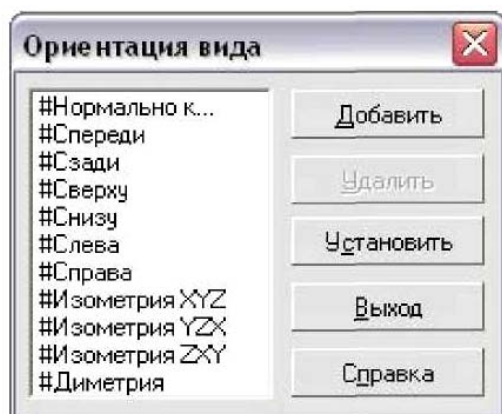 Ориентация вида
#Нормально к...
#Спереди
#Сзади
#Сверху
#Снизу
#Слева
#Справа
#Изометрия XYZ
#Изометрия YZX
#Изометрия ZXY
#Диметрия
Добавить
Удалить
Установить
Выход
Справка